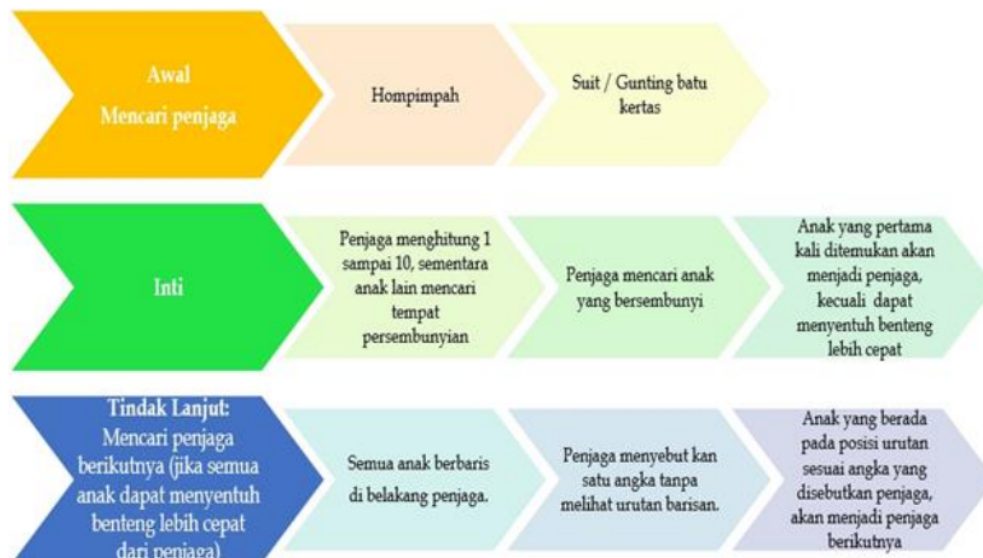 Awal
Mencari penjaga
Hompimpah
Suit / Gunting batu
kertas
Inti
Penjaga menghitung 1
sampai 10, sementara
anak lain mencari
tempat
persembunyian
Penjaga mencari anak
yang bersembunyi
Anak yang pertama
kali ditemukan akan
menjadi penjaga,
kecuali dapat
menyentuh benteng
lebih cepat
Tindak Lanjut:
Mencari penjaga
berikutnya (jika semua
anak dapat menyentuh
benteng lebih cepat
dari penjaga)
Semua anak berbaris
di belakang penjaga.
Penjaga menyebut kan
satu angka tanpa
melihat urutan barisan.
Anak yang berada
pada posisi urutan
sesuai angka yang
disebutkan penjaga,
akan menjadi penjaga
berikutnya